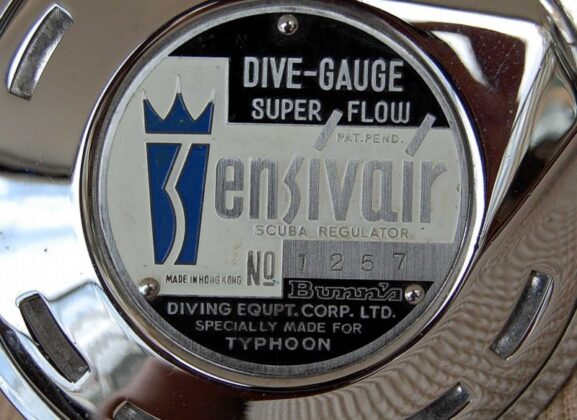 DIVE-GAUGE
SUPER FLOW
PAT. PEND.
Sensivair
SCUBA REGULATOR
MADE IN HONG KONG
NO 1257
Bunn's
DIVING EQUPT. CORP. LTD.
SPECIALLY MADE FOR
TYPHOON